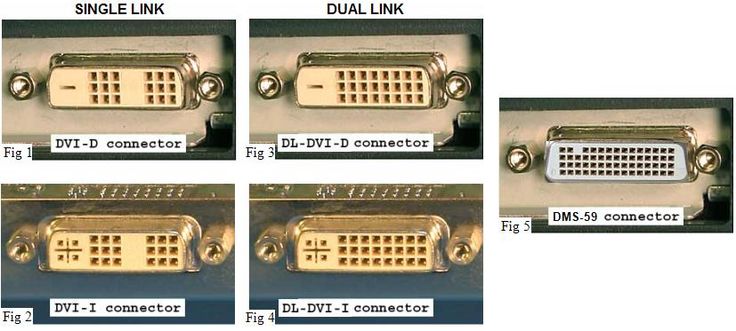 SINGLE LINK
DUAL LINK
DVI-D connector
Fig 1
DL-DVI-D connector
Fig 3
DVI-I connector
Fig 2
DL-DVI-I connector
Fig 4
DMS-59 connector
Fig 5